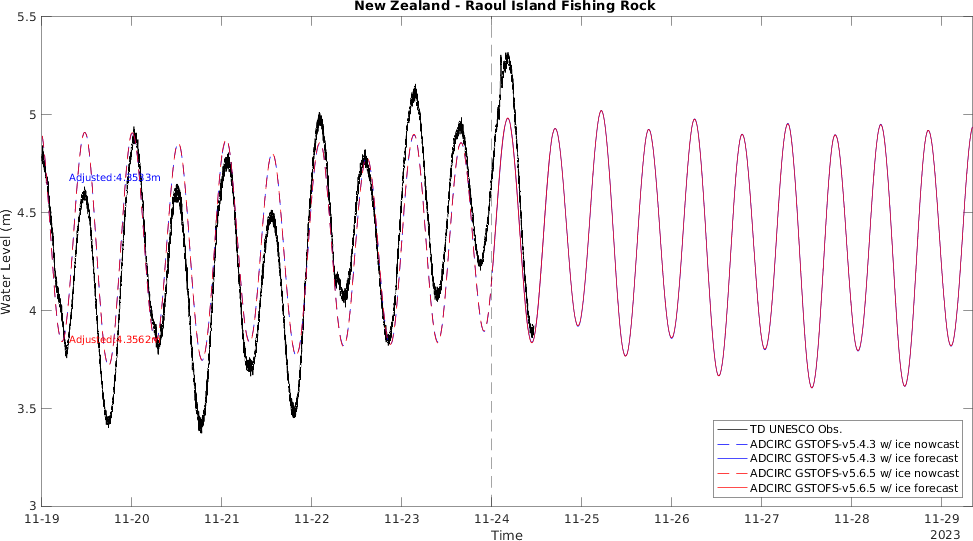 New Zealand - Raoul Island Fishing Rock
5.5
5
4.5
4
3.5
3
Water Level (m)
Adjusted:4.3533m
Adjusted:4.3562m
TD UNESCO Obs.
ADCIRC GSTOFS-v5.4.3 w/ ice nowcast
ADCIRC GSTOFS-v5.4.3 w/ ice forecast
ADCIRC GSTOFS-v5.6.5 w/ ice nowcast
ADCIRC GSTOFS-v5.6.5 w/ ice forecast
11-19 11-20 11-21 11-22 11-23 11-24 11-25 11-26 11-27 11-28 11-29
Time
2023